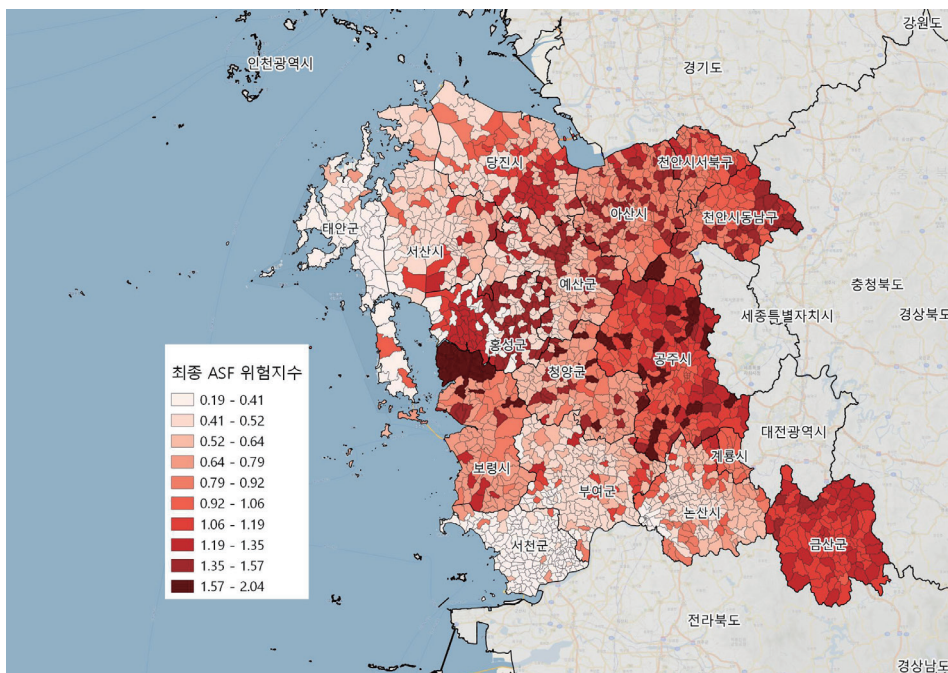 강원도
인천광역시
경기도
당진시
천안시서북구
아산시
천안시동남구
태안군
서산시
예산군
충청북도
세종특별자치시
경상북도
홍성군
공주시
청양군
최종 ASF 위험지수
0.19 - 0.41
0.41 - 0.52
0.52 - 0.64
0.64 - 0.79
0.79 - 0.92
0.92 - 1.06
1.06 - 1.19
1.19 - 1.35
1.35 - 1.57
1.57 - 2.04
대전광역시
계룡시
보령시
부여군
논산시
서천군
금산군
전라북도
경상남도